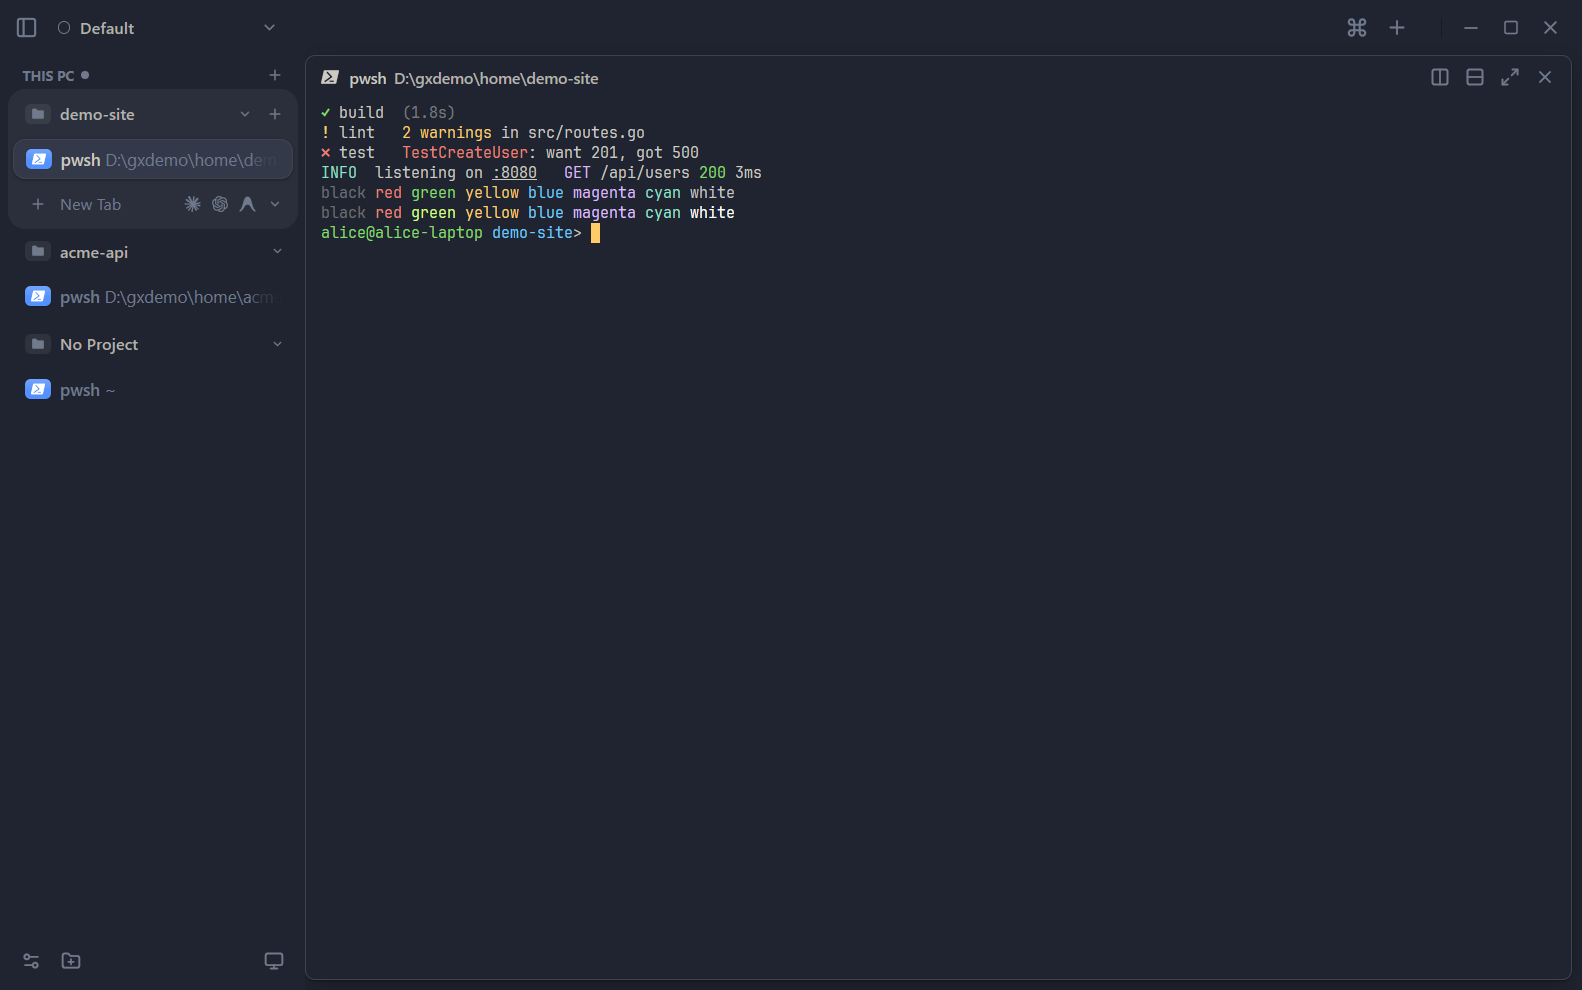 Default
THIS PC
demo-site
pwsh D:\gxdemo\home\dem
New Tab
acme-api
pwsh D:\gxdemo\home\acm
No Project
pwsh ~
pwsh D:\gxdemo\home\demo-site
✓ build (1.8s)
! lint 2 warnings in src/routes.go
× test TestCreateUser: want 201, got 500
INFO listening on :8080 GET /api/users 200 3ms
black red green yellow blue magenta cyan white
black red green yellow blue magenta cyan white
alice@alice-laptop demo-site>